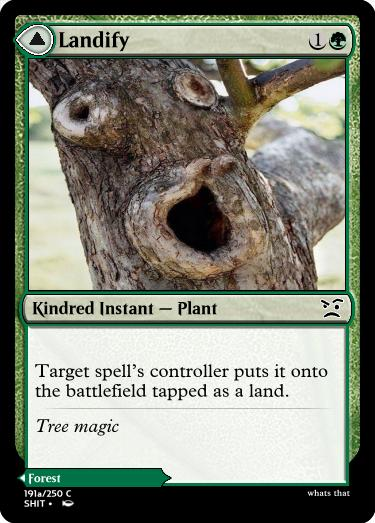 Landify 1
Kindred Instant — Plant
Target spell's controller puts it onto
the battlefield tapped as a land.
Tree magic
Forest
191a/250 C
SHIT •
whats that